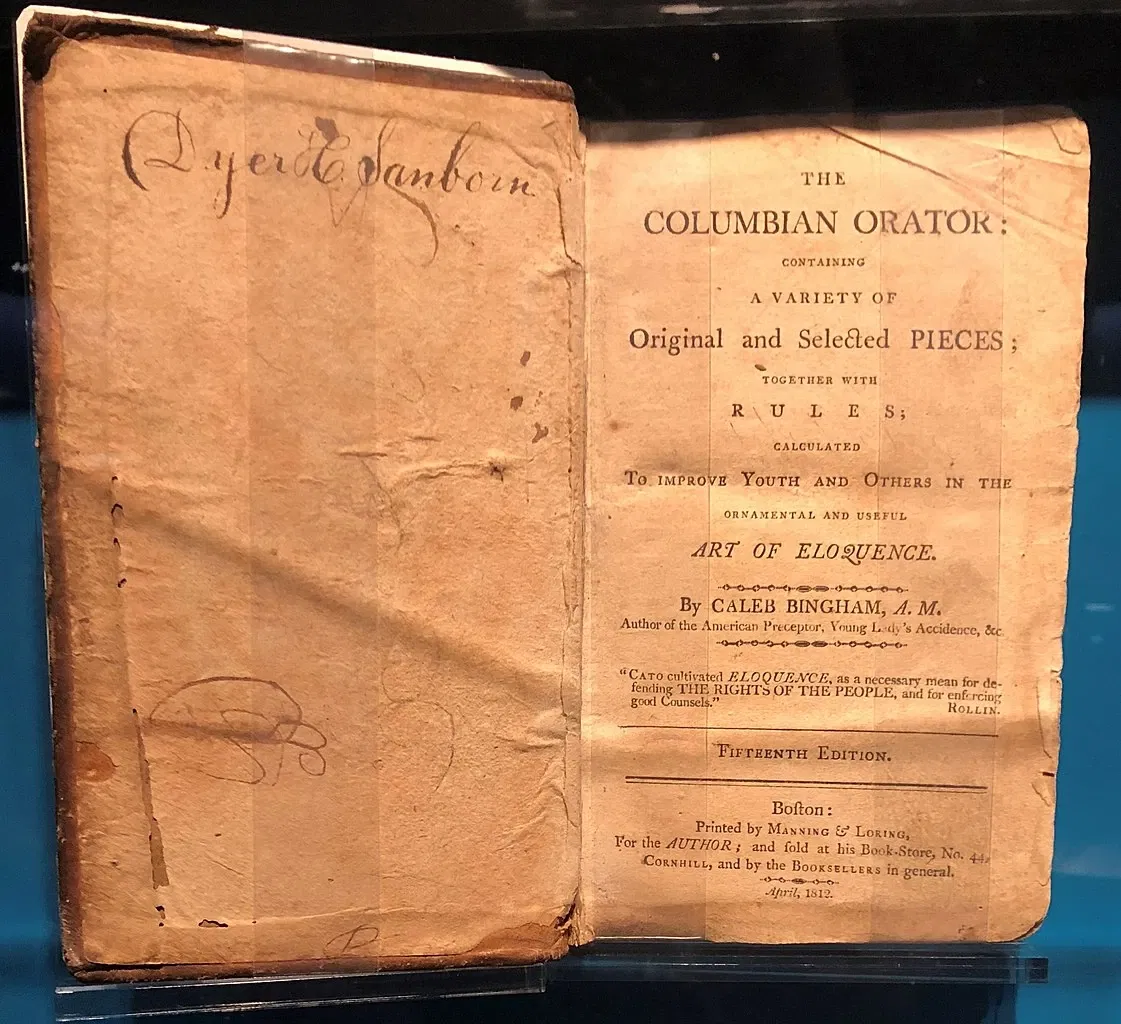 Dyer H. Sanborn
THE
COLUMBIAN ORATOR:
CONTAINING
A VARIETY OF
Original and Selected PIECES;
TOGETHER WITH
RULES;
CALCULATED
TO IMPROVE YOUTH AND OTHERS IN THE
ORNAMENTAL AND USEFUL
ART OF ELOQUENCE.
By CALEB BINGHAM, A. M.
Author of the American Preceptor, Young Lady's Accidence, &c.
"CATO cultivated ELOQUENCE, as a necessary mean for de-
fending THE RIGHTS OF THE PEOPLE, and for enforcing
good Counsels."
ROLLIN.
FIFTEENTH EDITION.
Boſton:
Printed by MANNING & LORING,
For the AUTHOR; and ſold at his Book-Store, No. 44,
CORNHILL, and by the BOOKSELLERS in general.
April, 1812.